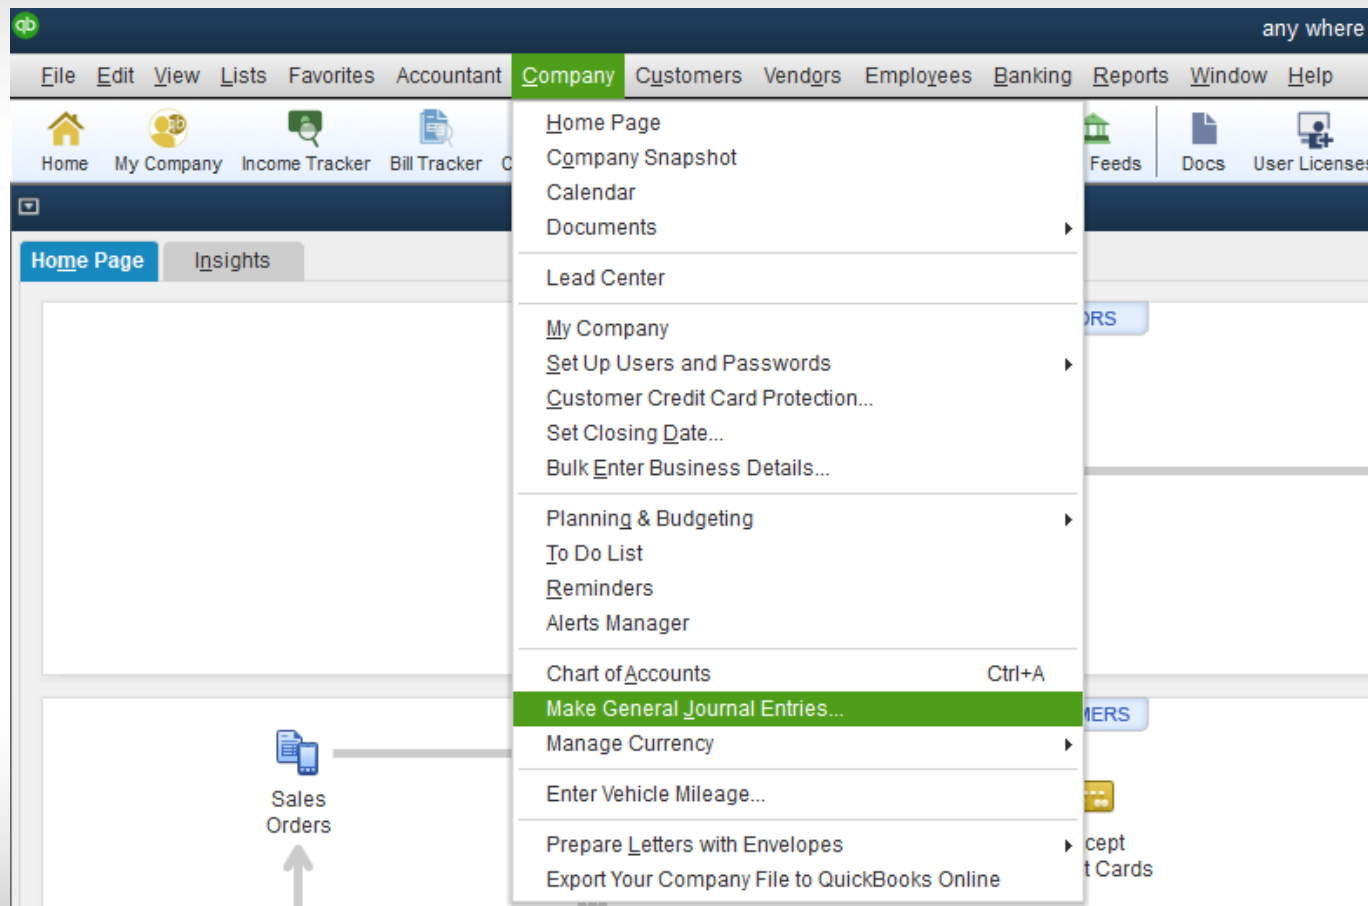 qb
any where
File Edit View Lists Favorites Accountant Company Customers Vendors Employees Banking Reports Window Help
Home My Company Income Tracker Bill Tracker Feeds Docs User Licenses
Home Page Insights
Home Page
Company Snapshot
Calendar
Documents
Lead Center
My Company
Set Up Users and Passwords
Customer Credit Card Protection...
Set Closing Date...
Bulk Enter Business Details...
Planning & Budgeting
To Do List
Reminders
Alerts Manager
Chart of Accounts Ctrl+A
Make General Journal Entries...
Manage Currency
Enter Vehicle Mileage...
Prepare Letters with Envelopes
Export Your Company File to QuickBooks Online
Sales
Orders
Cards